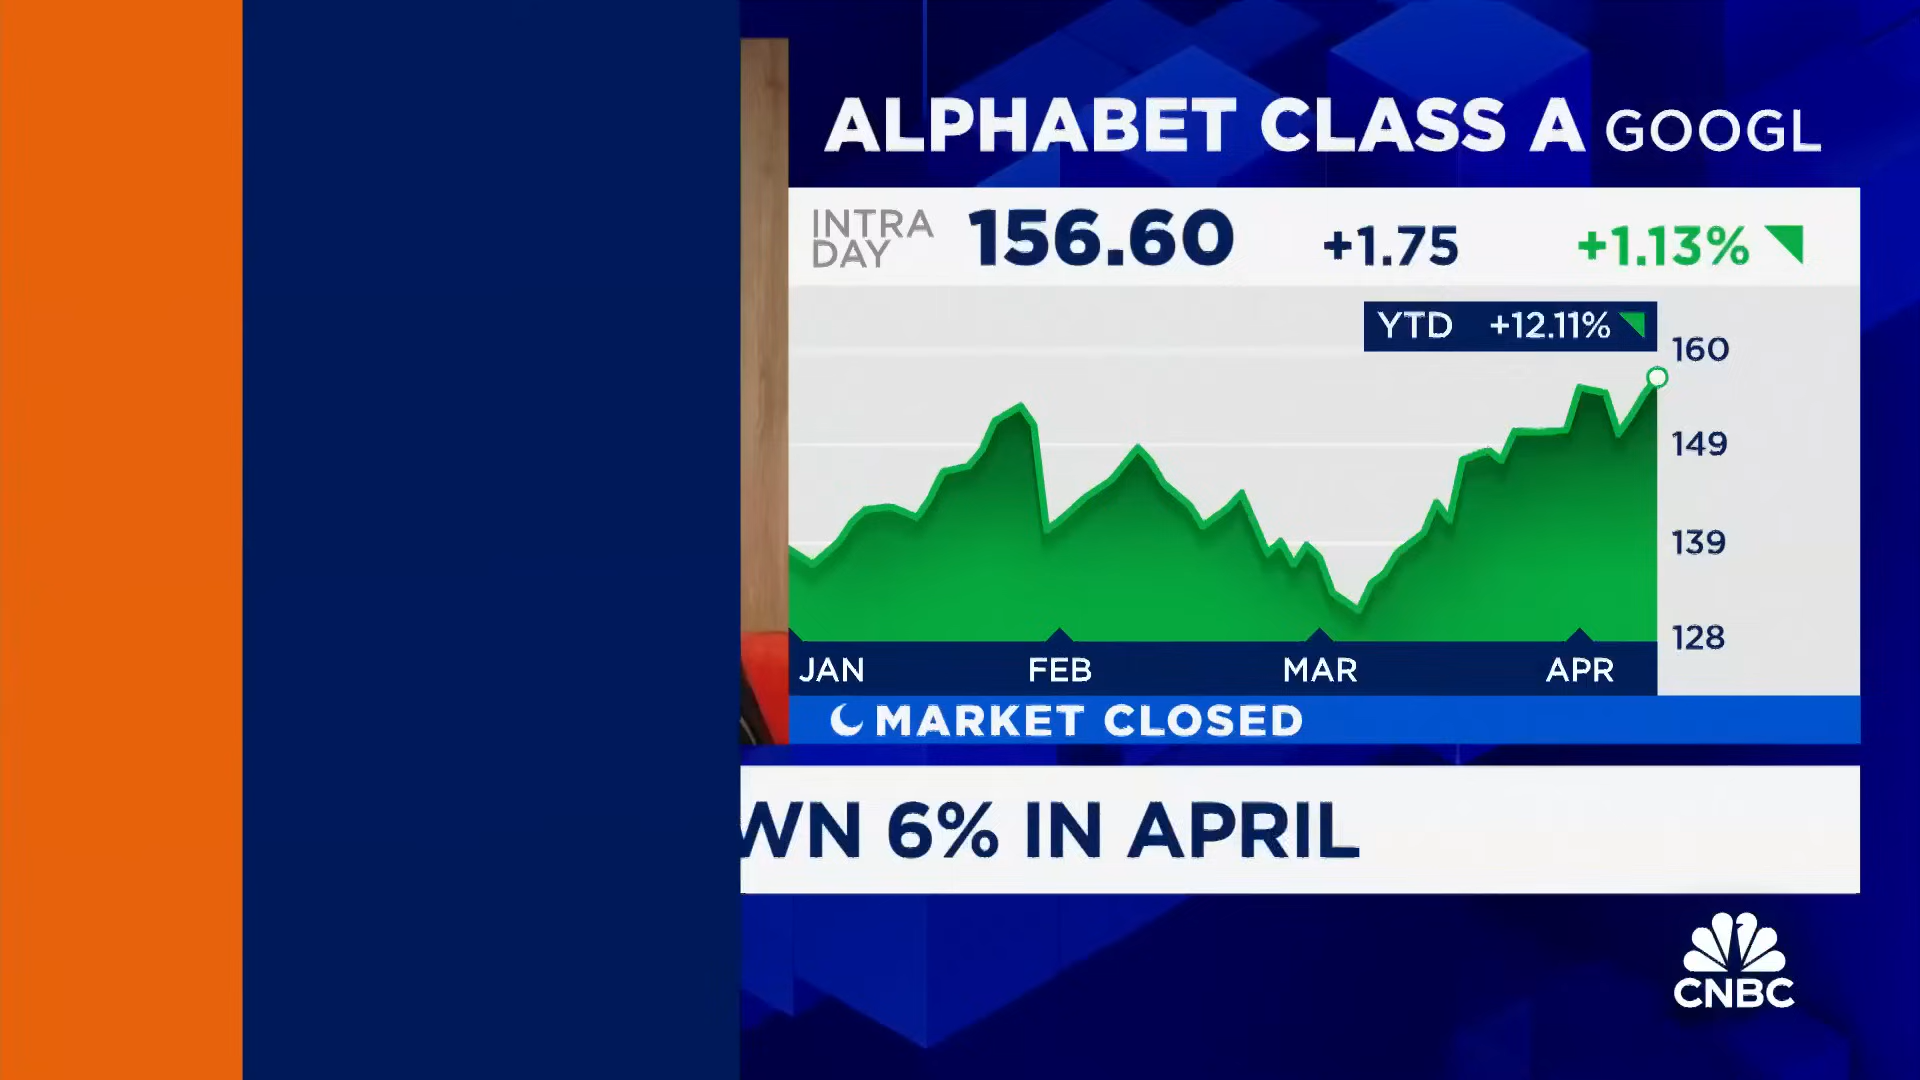 ALPHABET CLASS A GOOGL
INTRA DAY 156.60 +1.75 +1.13%
YTD +12.11%
160
149
139
128
JAN FEB MAR APR
MARKET CLOSED
6% IN APRIL
CNBC